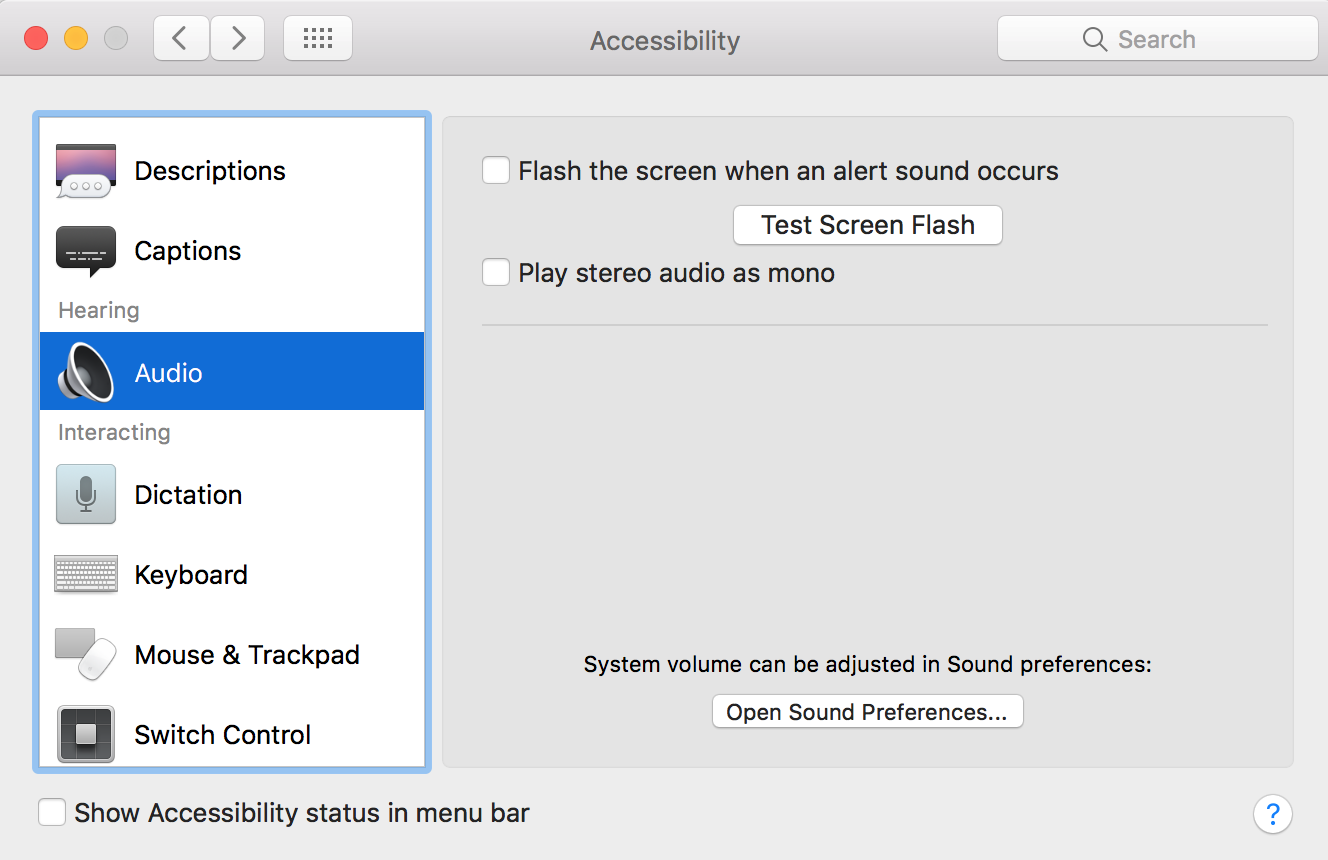 Accessibility
Search
Descriptions
Captions
Hearing
Audio
Interacting
Dictation
Keyboard
Mouse & Trackpad
Switch Control
Flash the screen when an alert sound occurs
Test Screen Flash
Play stereo audio as mono
System volume can be adjusted in Sound preferences:
Open Sound Preferences...
Show Accessibility status in menu bar
?